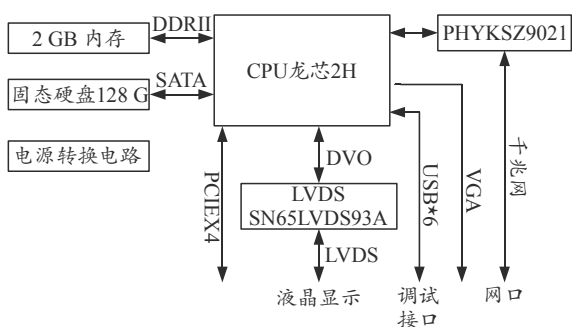 DDRII
2 GB 内存
PHYKSZ9021
CPU龙芯2H
SATA
固态硬盘128 G
电源转换电路
PCIEX4
DVO
USB*6
VGA
千兆网
LVDS
SN65LVDS93A
LVDS
液晶显示
调试
接口
网口